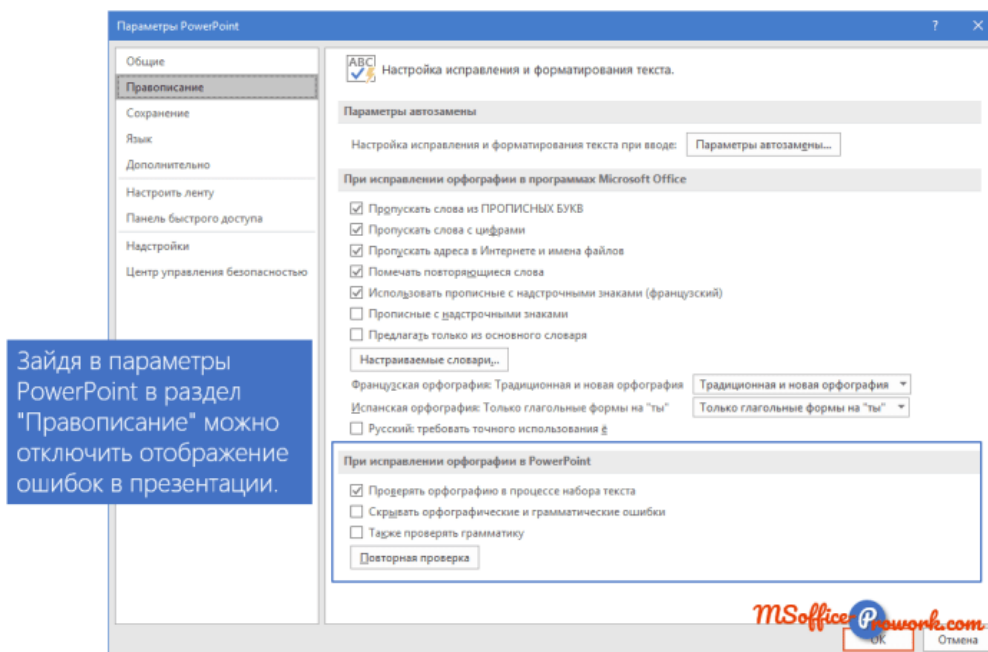 Параметры PowerPoint
Общие
Правописание
Сохранение
Язык
Дополнительно
Настроить ленту
Панель быстрого доступа
Надстройки
Центр управления безопасностью
Зайдя в параметры
PowerPoint в раздел
"Правописание" можно
отключить отображение
ошибок в презентации.
ABC
Настройка исправления и форматирования текста.
Параметры автозамены
Настройка исправления и форматирования текста при вводе: Параметры автозамены...
При исправлении орфографии в программах Microsoft Office
Пропускать слова из ПРОПИСНЫХ БУКВ
Пропускать слова с цифрами
Пропускать адреса в Интернете и имена файлов
Помечать повторяющиеся слова
Использовать прописные с надстрочными знаками (французский)
Прописные с надстрочными знаками
Предлагать только из основного словаря
Настраиваемые словари...
Французская орфография: Традиционная и новая орфография Традиционная и новая орфография
Испанская орфография: Только глагольные формы на "ты" Только глагольные формы на "ты"
Русский: требовать точного использования ё
При исправлении орфографии в PowerPoint
Проверять орфографию в процессе набора текста
Скрывать орфографические и грамматические ошибки
Также проверять грамматику
Повторная проверка
MSoffice-Prowork.com
ОК Отмена